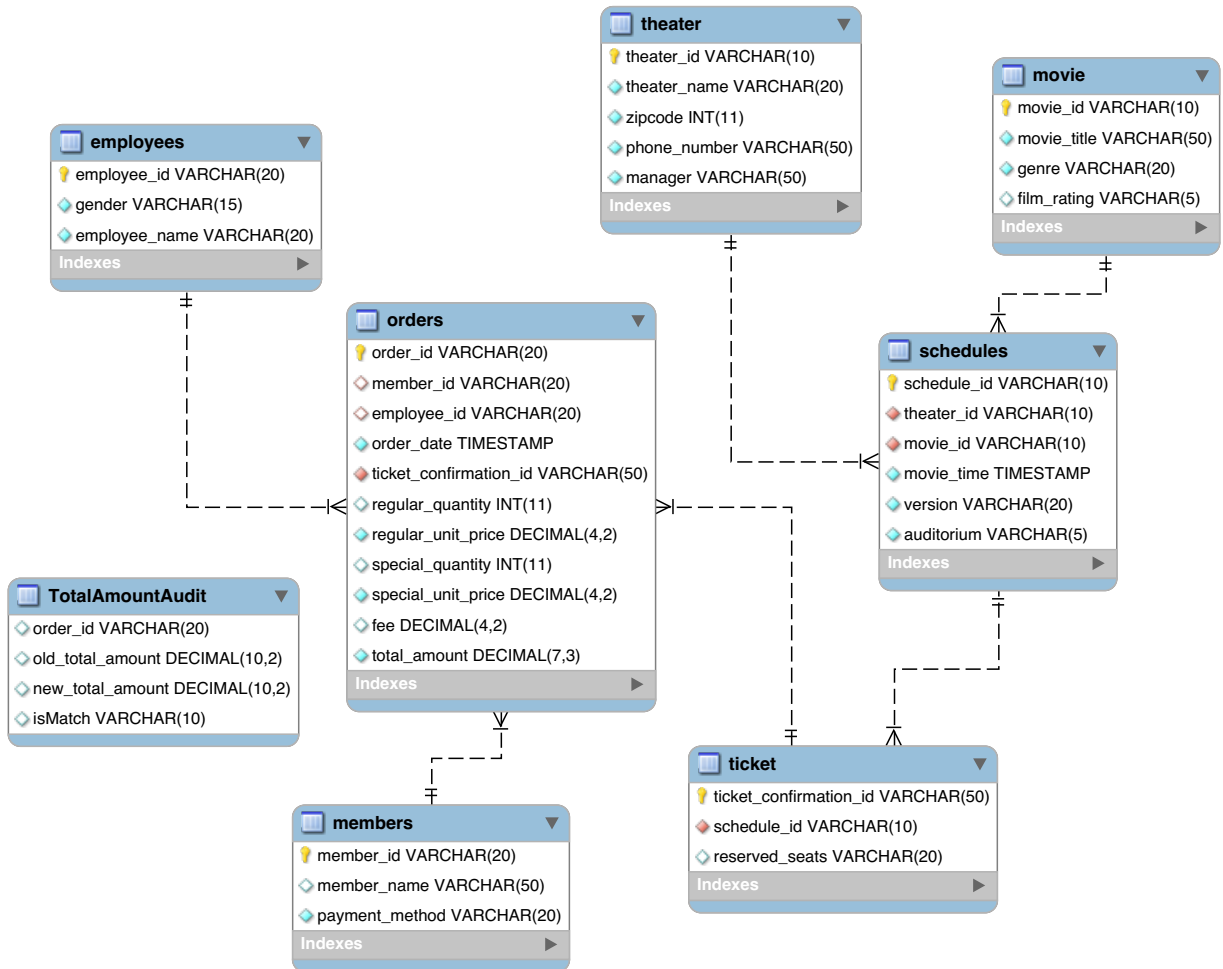 theater
theater_id VARCHAR(10)
theater_name VARCHAR(20)
zipcode INT(11)
phone_number VARCHAR(50)
manager VARCHAR(50)
Indexes
movie
movie_id VARCHAR(10)
movie_title VARCHAR(50)
genre VARCHAR(20)
film_rating VARCHAR(5)
Indexes
employees
employee_id VARCHAR(20)
gender VARCHAR(15)
employee_name VARCHAR(20)
Indexes
orders
order_id VARCHAR(20)
member_id VARCHAR(20)
employee_id VARCHAR(20)
order_date TIMESTAMP
ticket_confirmation_id VARCHAR(50)
regular_quantity INT(11)
regular_unit_price DECIMAL(4,2)
special_quantity INT(11)
special_unit_price DECIMAL(4,2)
fee DECIMAL(4,2)
total_amount DECIMAL(7,3)
Indexes
schedules
schedule_id VARCHAR(10)
theater_id VARCHAR(10)
movie_id VARCHAR(10)
movie_time TIMESTAMP
version VARCHAR(20)
auditorium VARCHAR(5)
Indexes
TotalAmountAudit
order_id VARCHAR(20)
old_total_amount DECIMAL(10,2)
new_total_amount DECIMAL(10,2)
isMatch VARCHAR(10)
ticket
ticket_confirmation_id VARCHAR(50)
schedule_id VARCHAR(10)
reserved_seats VARCHAR(20)
Indexes
members
member_id VARCHAR(20)
member_name VARCHAR(50)
payment_method VARCHAR(20)
Indexes